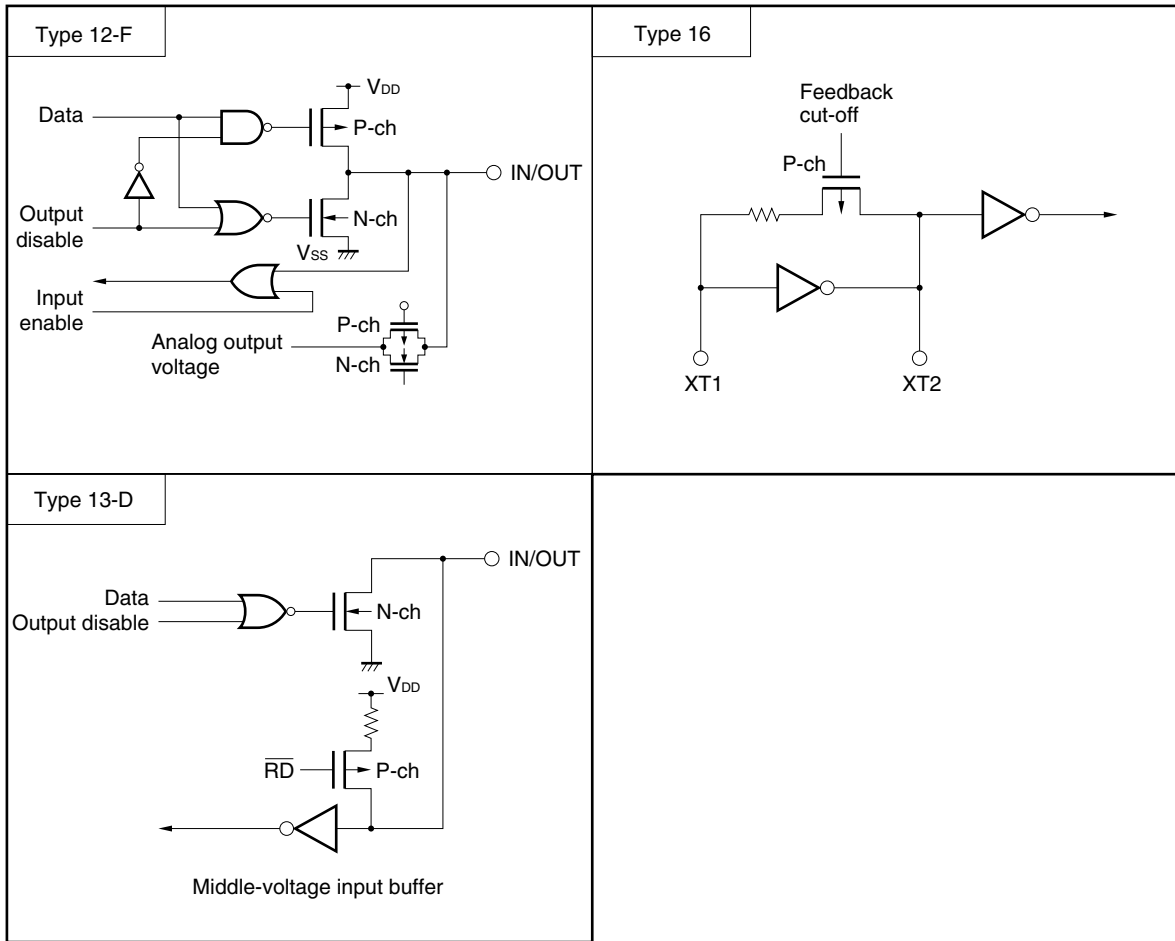 Type 12-F
Data
Output
disable
Input
enable
VDD
P-ch
IN/OUT
N-ch
VSS
Analog output
voltage
P-ch
N-ch
Type 16
Feedback
cut-off
P-ch
XT1
XT2
Type 13-D
Data
Output disable
IN/OUT
N-ch
VDD
R̅D̅
P-ch
Middle-voltage input buffer